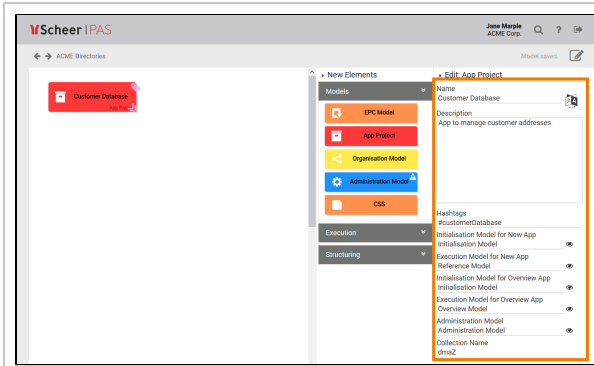 Scheer PAS
Jane Marple
ACME Corp.
?
ACME Directories
Model saved.
Customer Database
App Project
New Elements
Models
EPC Model
App Project
Organisation Model
Administration Model
CSS
Execution
Structuring
Edit: App Project
Name
Customer Database
Description
App to manage customer addresses
Hashtags
#customerDatabase
Initialisation Model for New App
Initialisation Model
Execution Model for New App
Reference Model
Initialisation Model for Overview App
Initialisation Model
Execution Model for Overview App
Overview Model
Administration Model
Administration Model
Collection Name
dmaZ